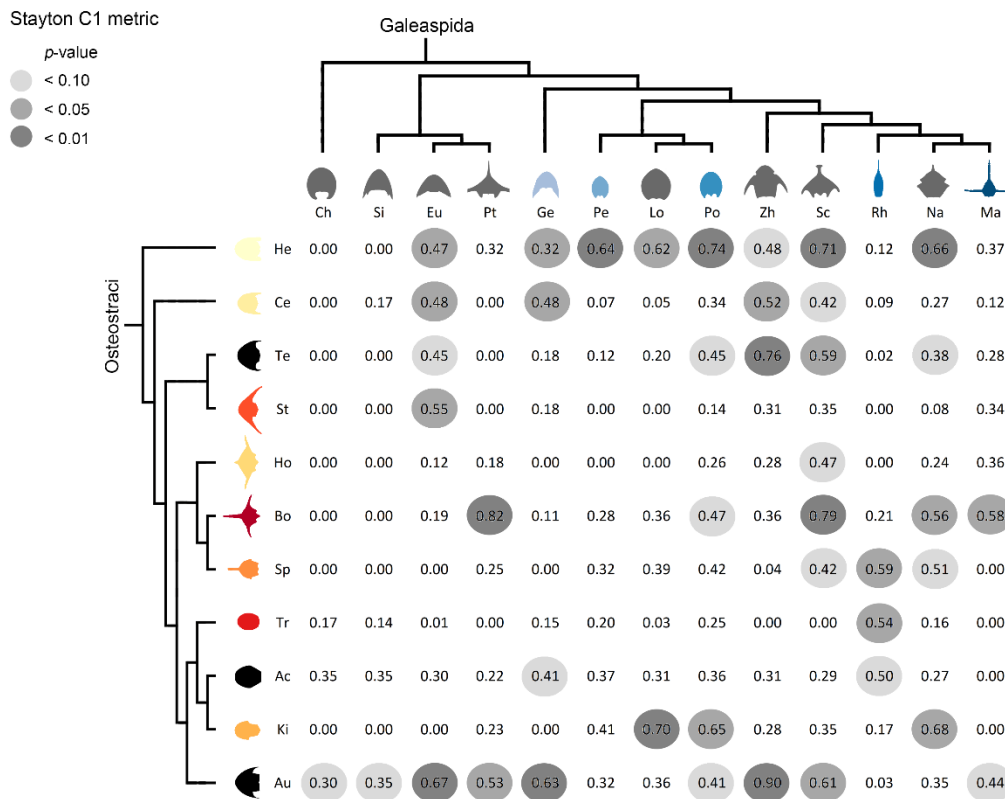 Stayton C1 metric
p-value
< 0.10
< 0.05
< 0.01
Galeaspida
Ch Si Eu Pt Ge Pe Lo Po Zh Sc Rh Na Ma
Osteostraci
He 0.00 0.00 0.47 0.32 0.32 0.64 0.62 0.74 0.48 0.71 0.12 0.66 0.37
Ce 0.00 0.17 0.48 0.00 0.48 0.07 0.05 0.34 0.52 0.42 0.09 0.27 0.12
Te 0.00 0.00 0.45 0.00 0.18 0.12 0.20 0.45 0.76 0.59 0.02 0.38 0.28
St 0.00 0.00 0.55 0.00 0.18 0.00 0.00 0.14 0.31 0.35 0.00 0.08 0.34
Ho 0.00 0.00 0.12 0.18 0.00 0.00 0.00 0.26 0.28 0.47 0.00 0.24 0.36
Bo 0.00 0.00 0.19 0.82 0.11 0.28 0.36 0.47 0.36 0.79 0.21 0.56 0.58
Sp 0.00 0.00 0.00 0.25 0.00 0.32 0.39 0.42 0.04 0.42 0.59 0.51 0.00
Tr 0.17 0.14 0.01 0.00 0.15 0.20 0.03 0.25 0.00 0.00 0.54 0.16 0.00
Ac 0.35 0.35 0.30 0.22 0.41 0.37 0.31 0.36 0.31 0.29 0.50 0.27 0.00
Ki 0.00 0.00 0.00 0.23 0.00 0.41 0.70 0.65 0.28 0.35 0.17 0.68 0.00
Au 0.30 0.35 0.67 0.53 0.63 0.32 0.36 0.41 0.90 0.61 0.03 0.35 0.44